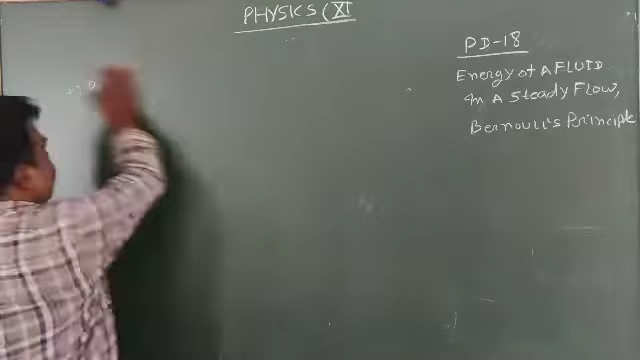 PHYSICS (XI
PD-18
Energy of A FLUID
In A Steady Flow,
Bernoulli's Principle